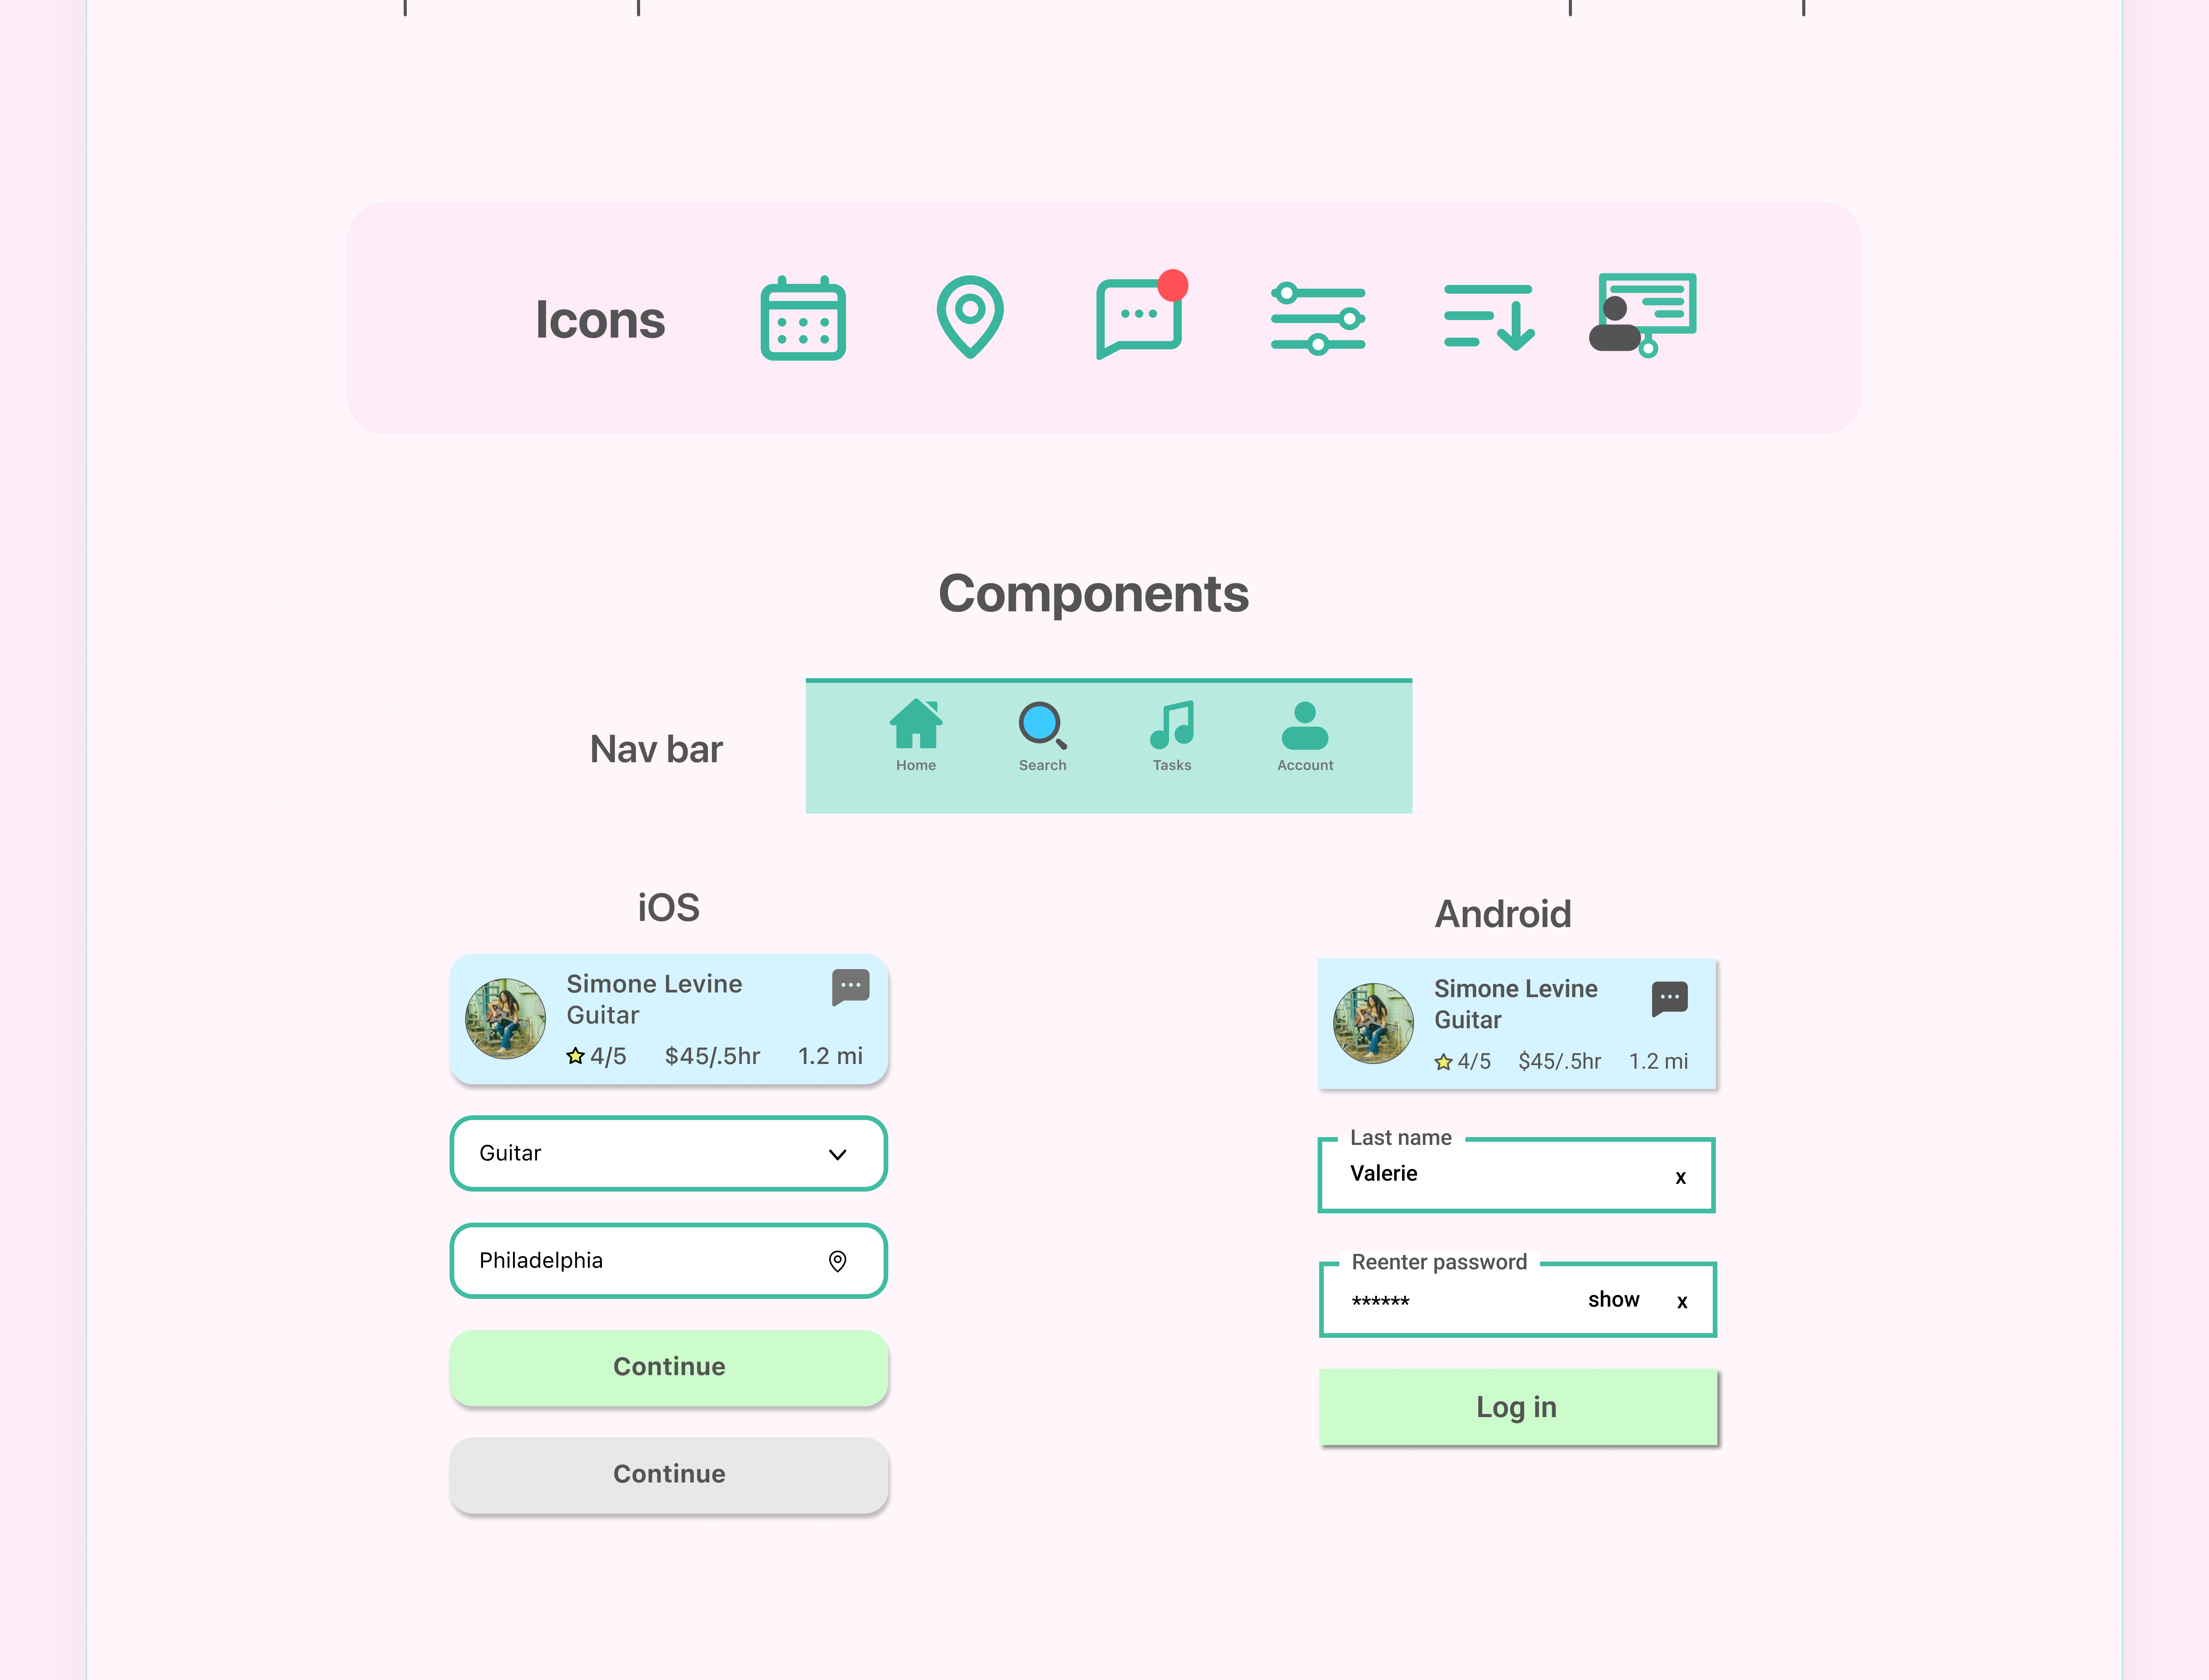 Icons
Components
Nav bar
Home
Search
Tasks
Account
iOS
Simone Levine
Guitar
4/5
$45/.5hr
1.2 mi
Guitar
Philadelphia
Continue
Continue
Android
Simone Levine
Guitar
4/5
$45/.5hr
1.2 mi
Last name
Valerie
x
Reenter password
******
show
x
Log in